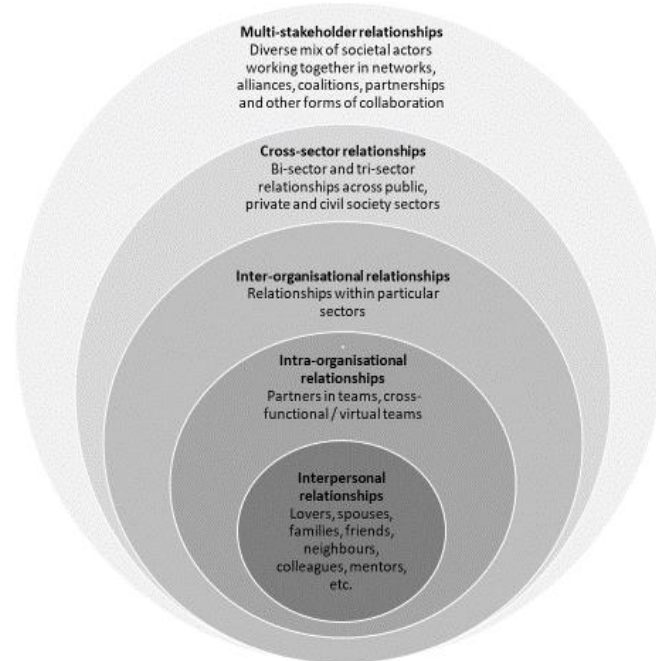 Multi-stakeholder relationships
Diverse mix of societal actors
working together in networks,
alliances, coalitions, partnerships
and other forms of collaboration
Cross-sector relationships
Bi-sector and tri-sector
relationships across public,
private and civil society sectors
Inter-organisational relationships
Relationships within particular
sectors
Intra-organisational
relationships
Partners in teams, cross-
functional / virtual teams
Interpersonal
relationships
Lovers, spouses,
families, friends,
neighbours,
colleagues, mentors,
etc.